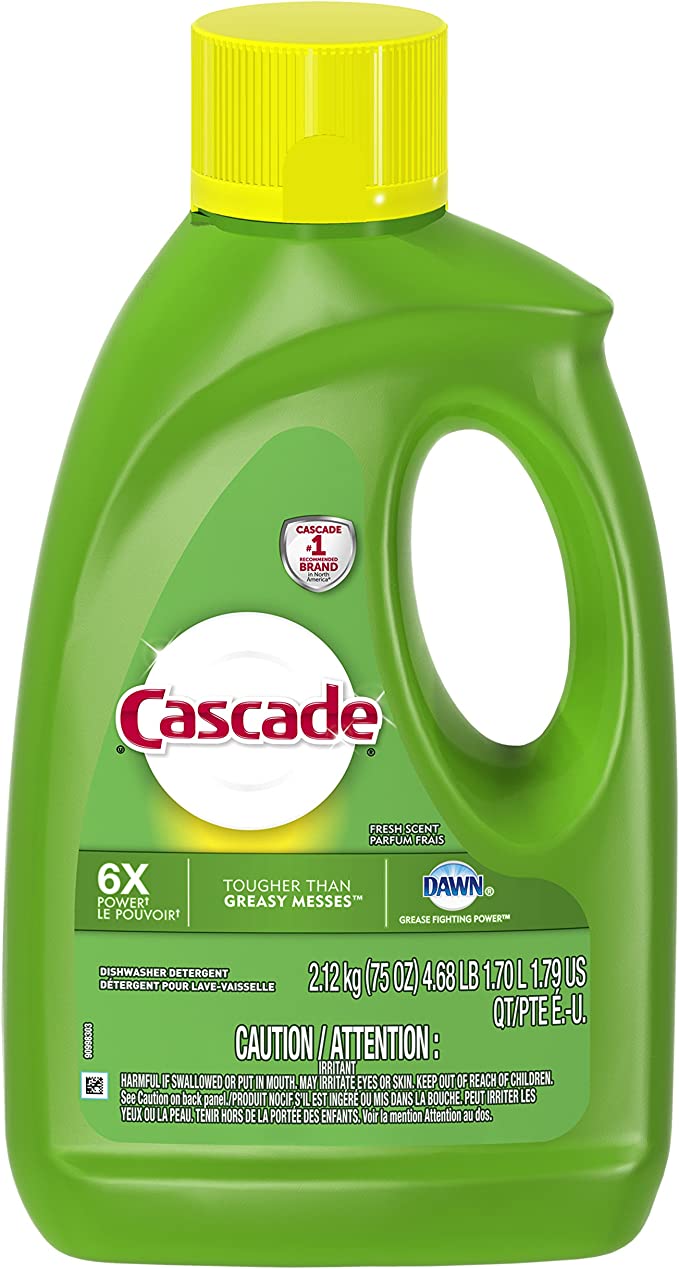 CASCADE
#1
RECOMMENDED
BRAND
in North
America*
Cascade®
FRESH SCENT
PARFUM FRAIS
6X
POWER†
LE POUVOIR†
TOUGHER THAN
GREASY MESSES™
DAWN®
GREASE FIGHTING POWER™
DISHWASHER DETERGENT
DÉTERGENT POUR LAVE-VAISSELLE
2.12 kg (75 OZ) 4.68 LB 1.70 L 1.79 US
QT/PTE É.-U.
90998303
CAUTION / ATTENTION :
IRRITANT
HARMFUL IF SWALLOWED OR PUT IN MOUTH. MAY IRRITATE EYES OR SKIN. KEEP OUT OF REACH OF CHILDREN.
See Caution on back panel./PRODUIT NOCIF S'IL EST INGÉRÉ OU MIS DANS LA BOUCHE. PEUT IRRITER LES
YEUX OU LA PEAU. TENIR HORS DE LA PORTÉE DES ENFANTS. Voir la mention Attention au dos.